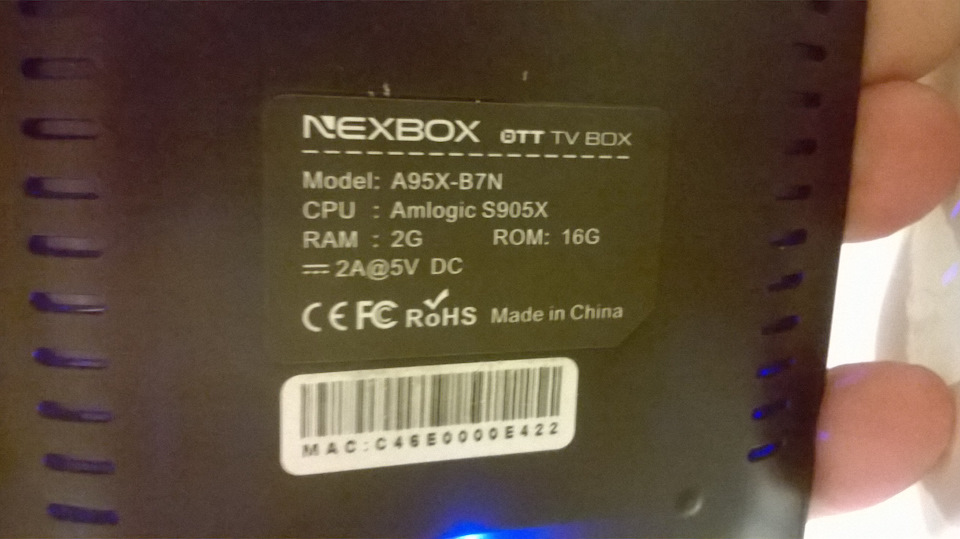 NEXBOX OTT TV BOX
Model: A95X-B7N
CPU : Amlogic S905X
RAM : 2G ROM: 16G
2A@5V DC
CE FC RoHS Made in China
MAC:C46E0000E422